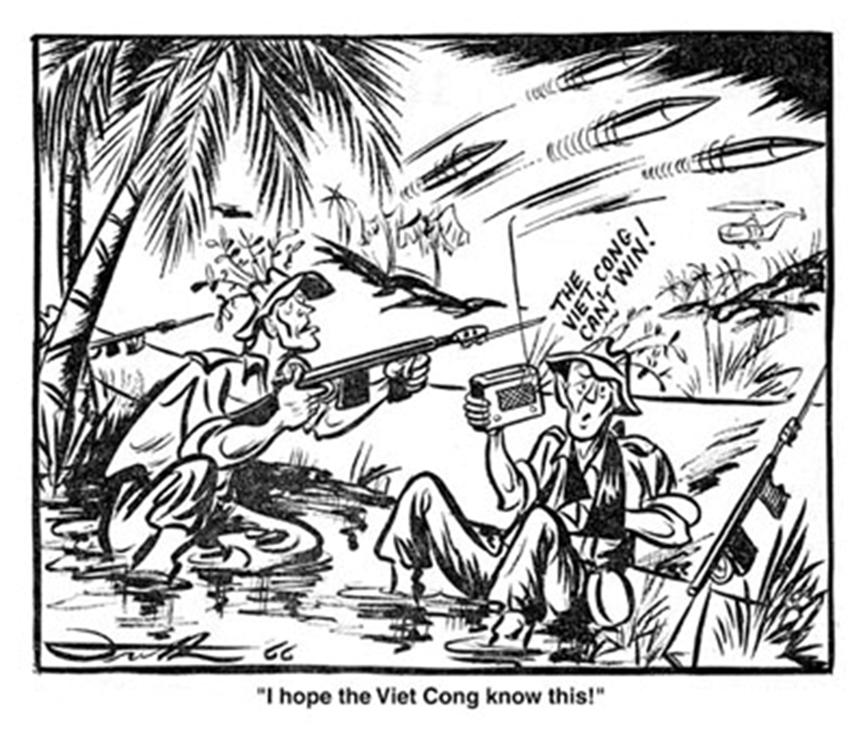 THE
VIET CONG
CAN'T WIN!
66
"I hope the Viet Cong know this!"